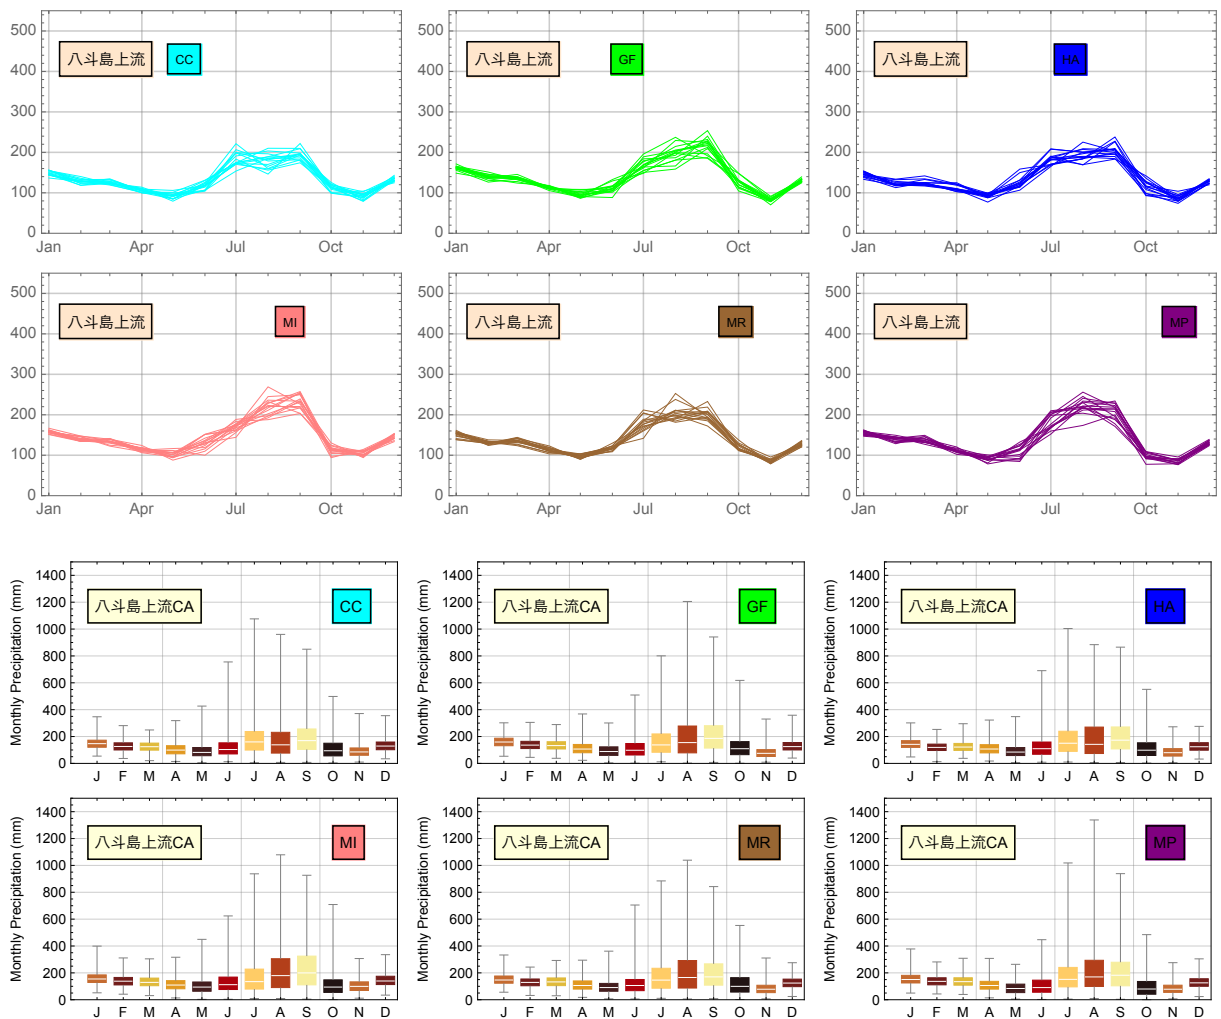 500
400
300
200
100
0
Jan Apr Jul Oct
八斗島上流 CC
500
400
300
200
100
0
Jan Apr Jul Oct
八斗島上流 GF
500
400
300
200
100
0
Jan Apr Jul Oct
八斗島上流 HA
500
400
300
200
100
0
Jan Apr Jul Oct
八斗島上流 MI
500
400
300
200
100
0
Jan Apr Jul Oct
八斗島上流 MR
500
400
300
200
100
0
Jan Apr Jul Oct
八斗島上流 MP
Monthly Precipitation (mm)
1400
1200
1000
800
600
400
200
0
J F M A M J J A S O N D
八斗島上流CA CC
Monthly Precipitation (mm)
1400
1200
1000
800
600
400
200
0
J F M A M J J A S O N D
八斗島上流CA GF
Monthly Precipitation (mm)
1400
1200
1000
800
600
400
200
0
J F M A M J J A S O N D
八斗島上流CA HA
Monthly Precipitation (mm)
1400
1200
1000
800
600
400
200
0
J F M A M J J A S O N D
八斗島上流CA MI
Monthly Precipitation (mm)
1400
1200
1000
800
600
400
200
0
J F M A M J J A S O N D
八斗島上流CA MR
Monthly Precipitation (mm)
1400
1200
1000
800
600
400
200
0
J F M A M J J A S O N D
八斗島上流CA MP